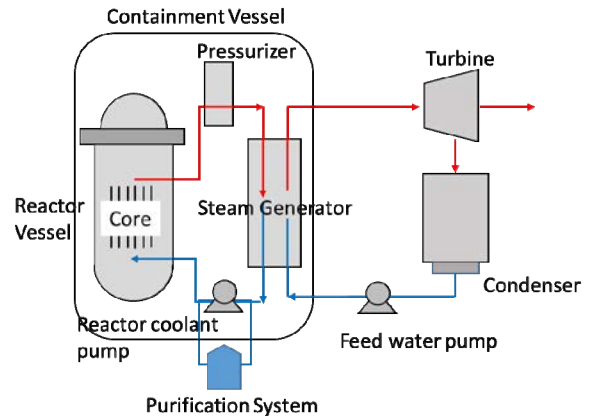 Containment Vessel
Pressurizer
Turbine
Reactor
Vessel
Core
Steam Generator
Condenser
Reactor coolant
pump
Feed water pump
Purification System